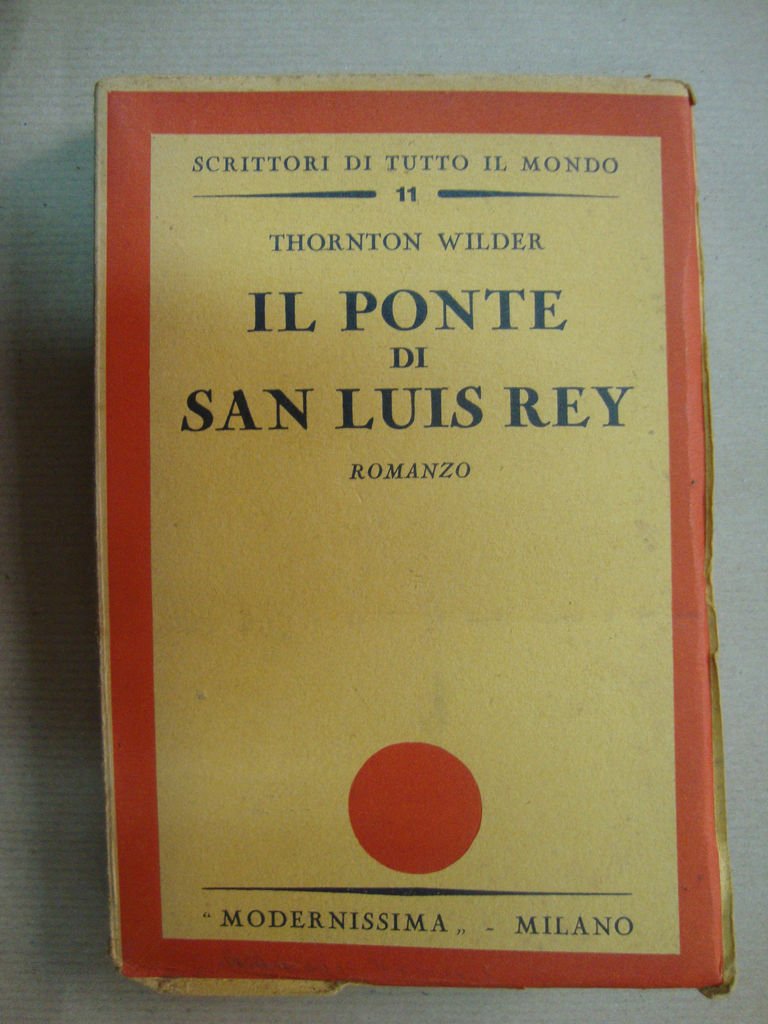 SCRITTORI DI TUTTO IL MONDO
11
THORNTON WILDER
IL PONTE
DI
SAN LUIS REY
ROMANZO
“ MODERNISSIMA „ - MILANO